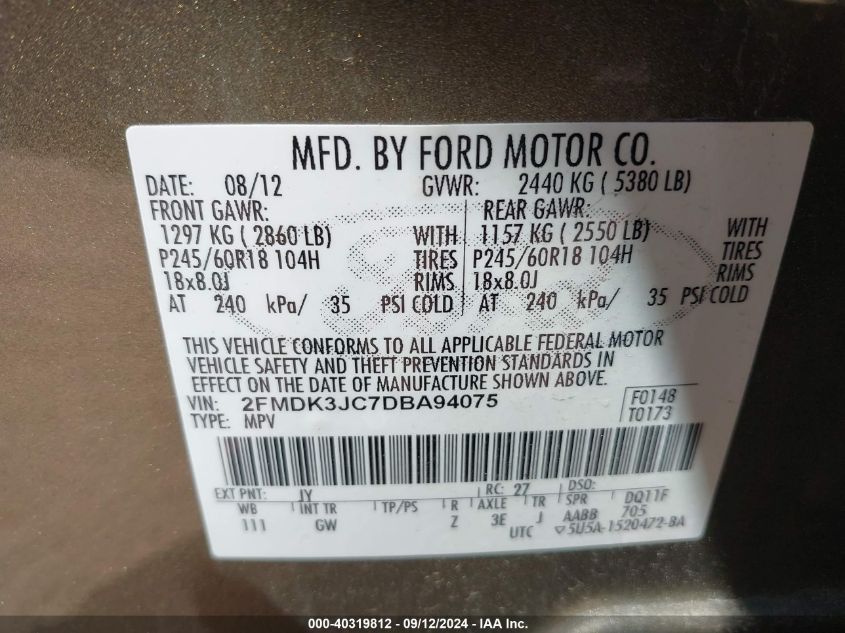 MFD. BY FORD MOTOR CO.
DATE: 08/12 GVWR: 2440 KG ( 5380 LB)
FRONT GAWR: REAR GAWR:
1297 KG ( 2860 LB) WITH 1157 KG ( 2550 LB) WITH
P245/60R18 104H TIRES P245/60R18 104H TIRES
18x8.0J RIMS 18x8.0J RIMS
AT 240 kPa/ 35 PSI COLD AT 240 kPa/ 35 PSI COLD
THIS VEHICLE CONFORMS TO ALL APPLICABLE FEDERAL MOTOR
VEHICLE SAFETY AND THEFT PREVENTION STANDARDS IN
EFFECT ON THE DATE OF MANUFACTURE SHOWN ABOVE.
VIN: 2FMDK3JC7DBA94075 F0148
TYPE: MPV T0173
EXT PNT: JY RC: 27 DSO:
WB INT TR TP/PS R AXLE TR SPR DQ11F
111 GW Z 3E J AABB 705
UTC 5U5A-1520472-BA
000-40319812 - 09/12/2024 - IAA Inc.